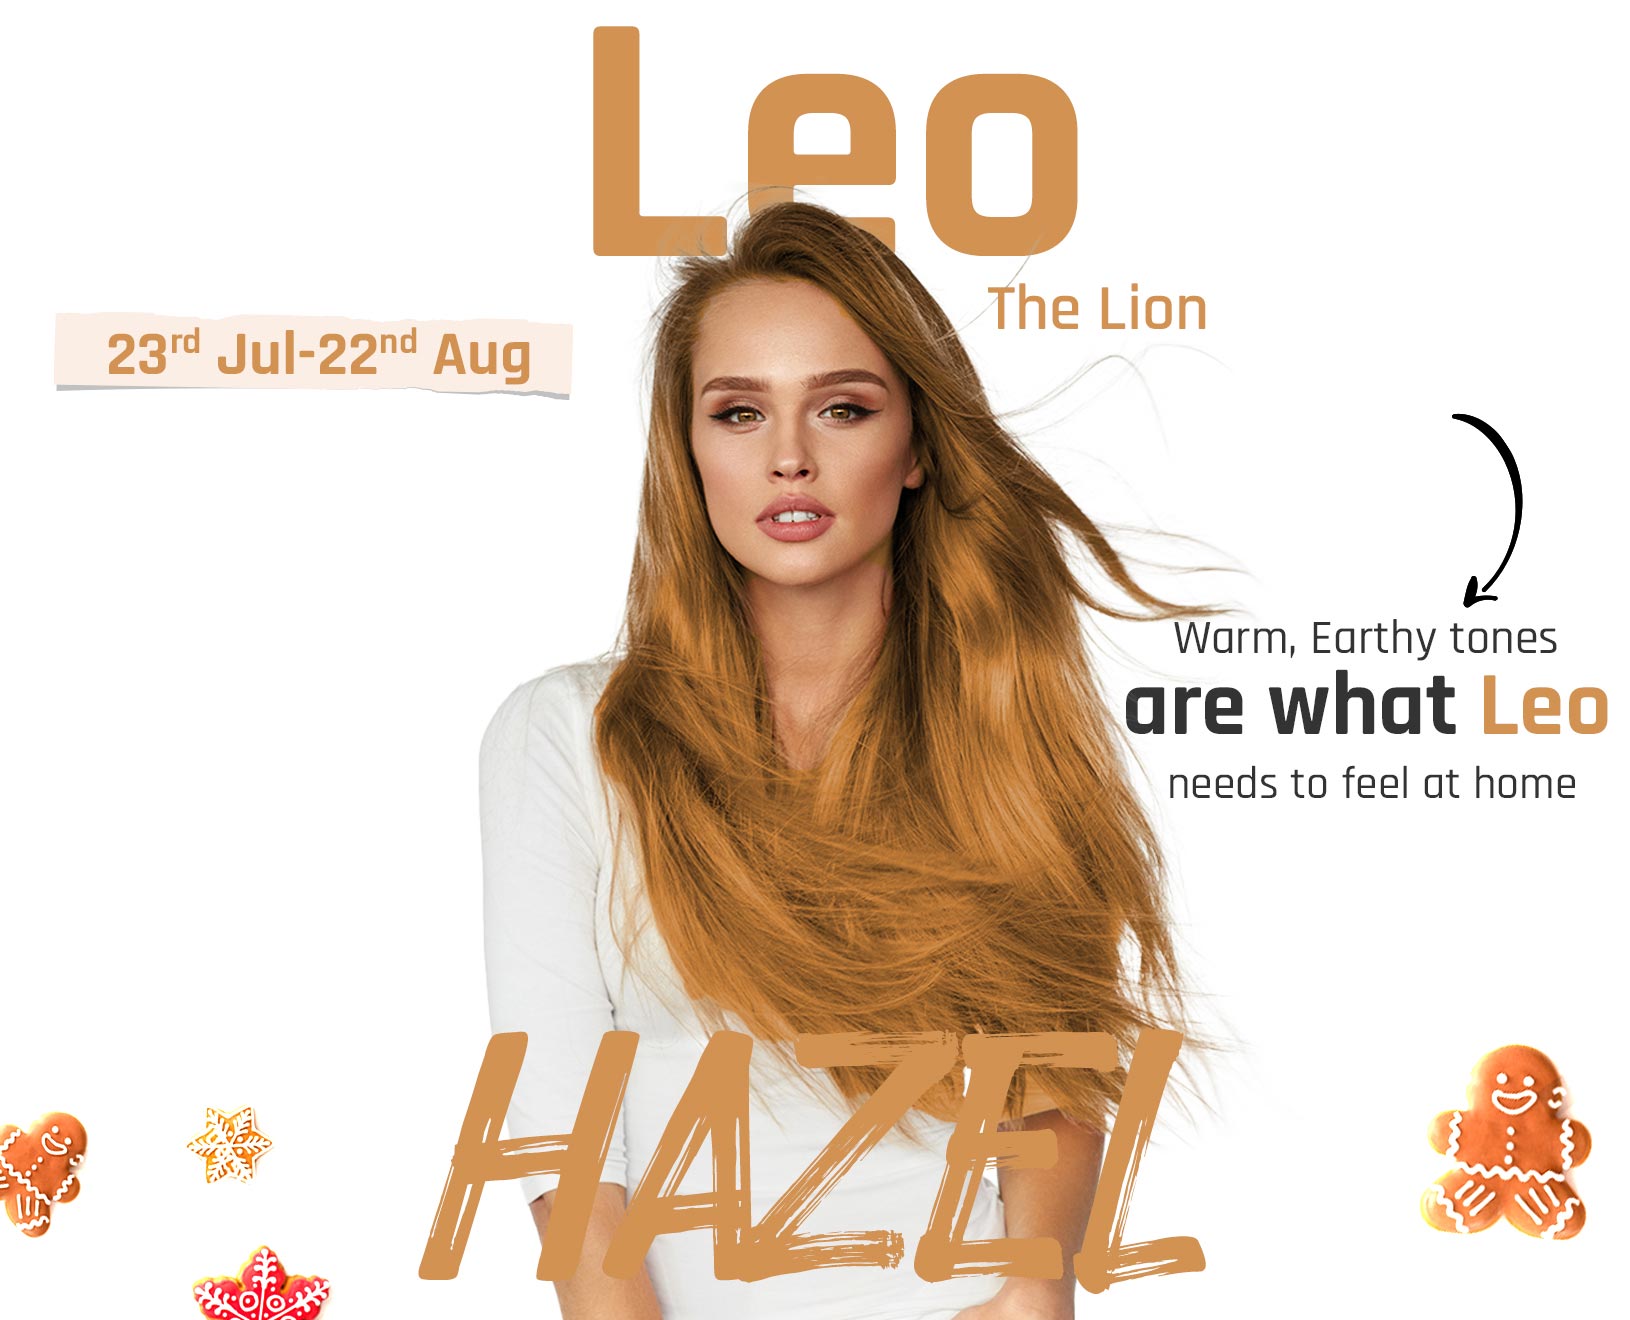 Leo
The Lion
23rd Jul-22nd Aug
Warm, Earthy tones
are what Leo
needs to feel at home
HAZEL